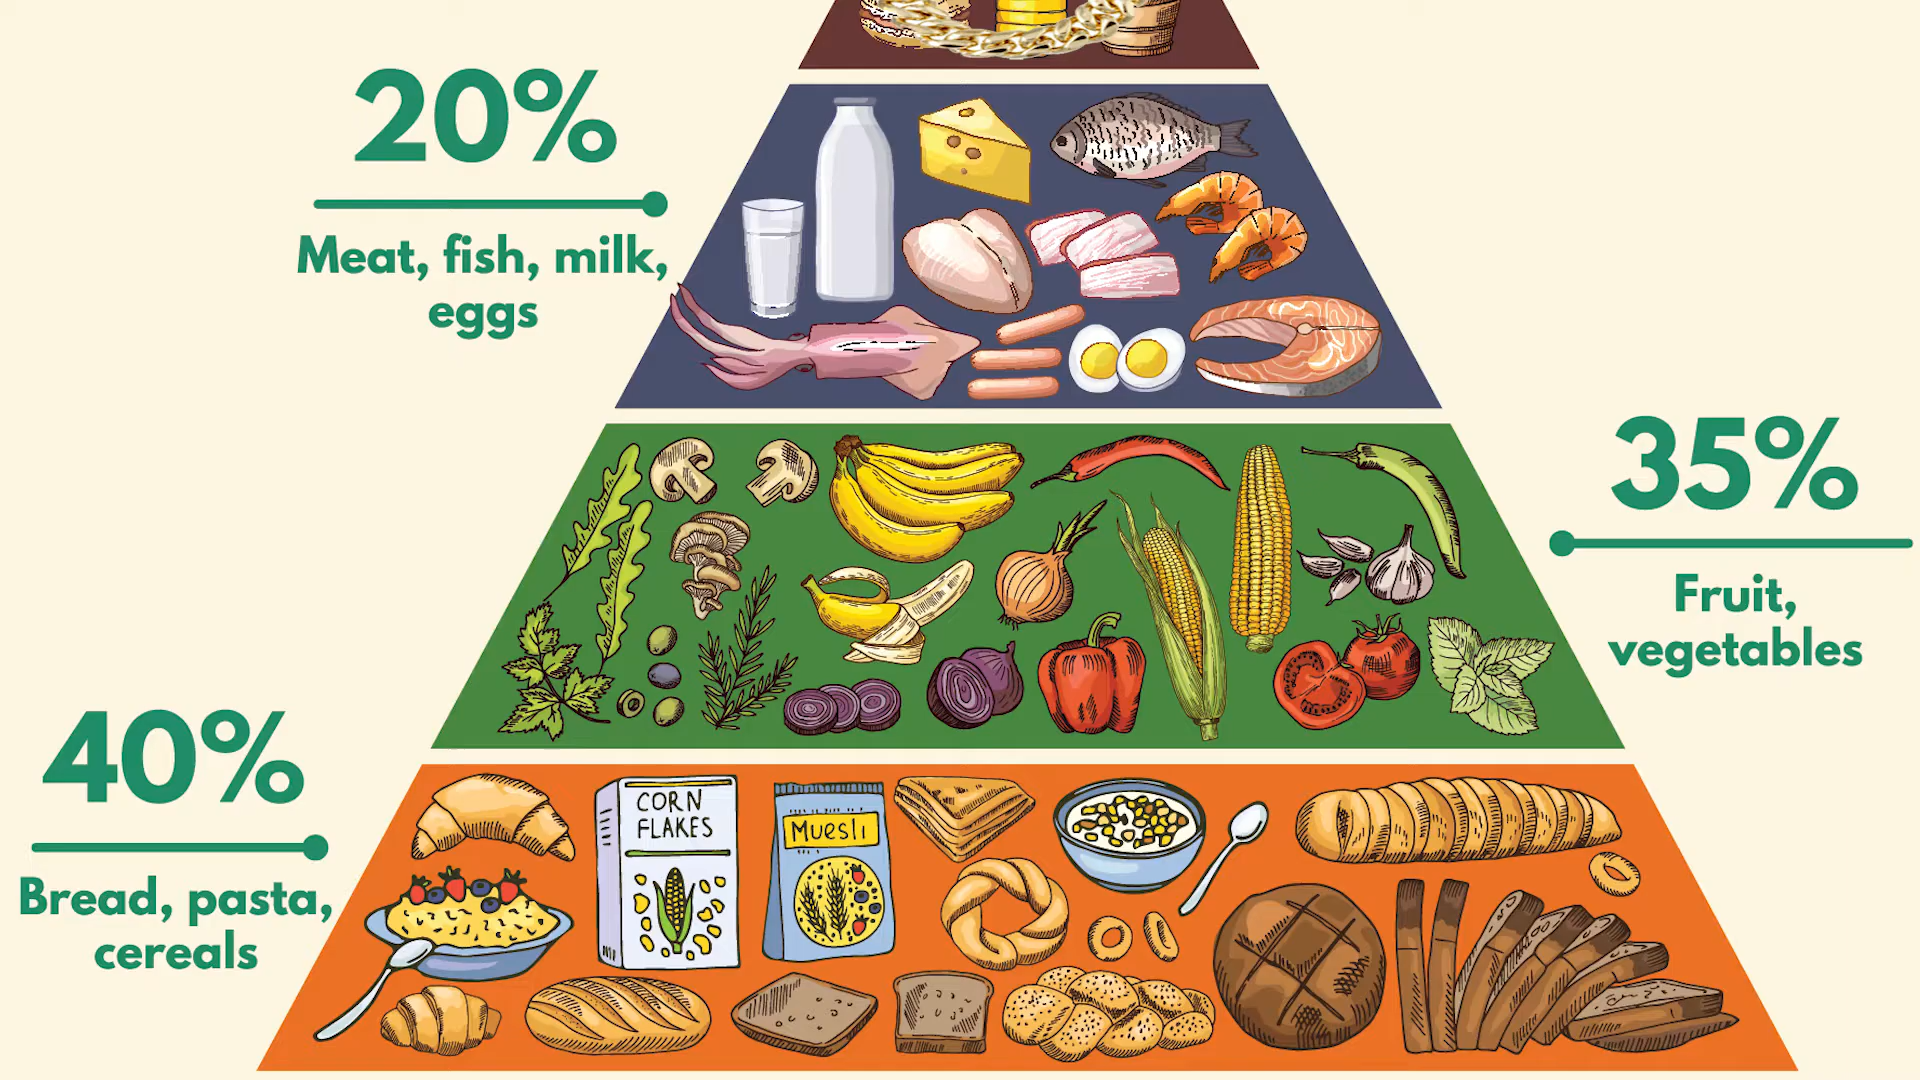 20%
Meat, fish, milk,
eggs
35%
Fruit,
vegetables
40%
Bread, pasta,
cereals
CORN
FLAKES
Muesli